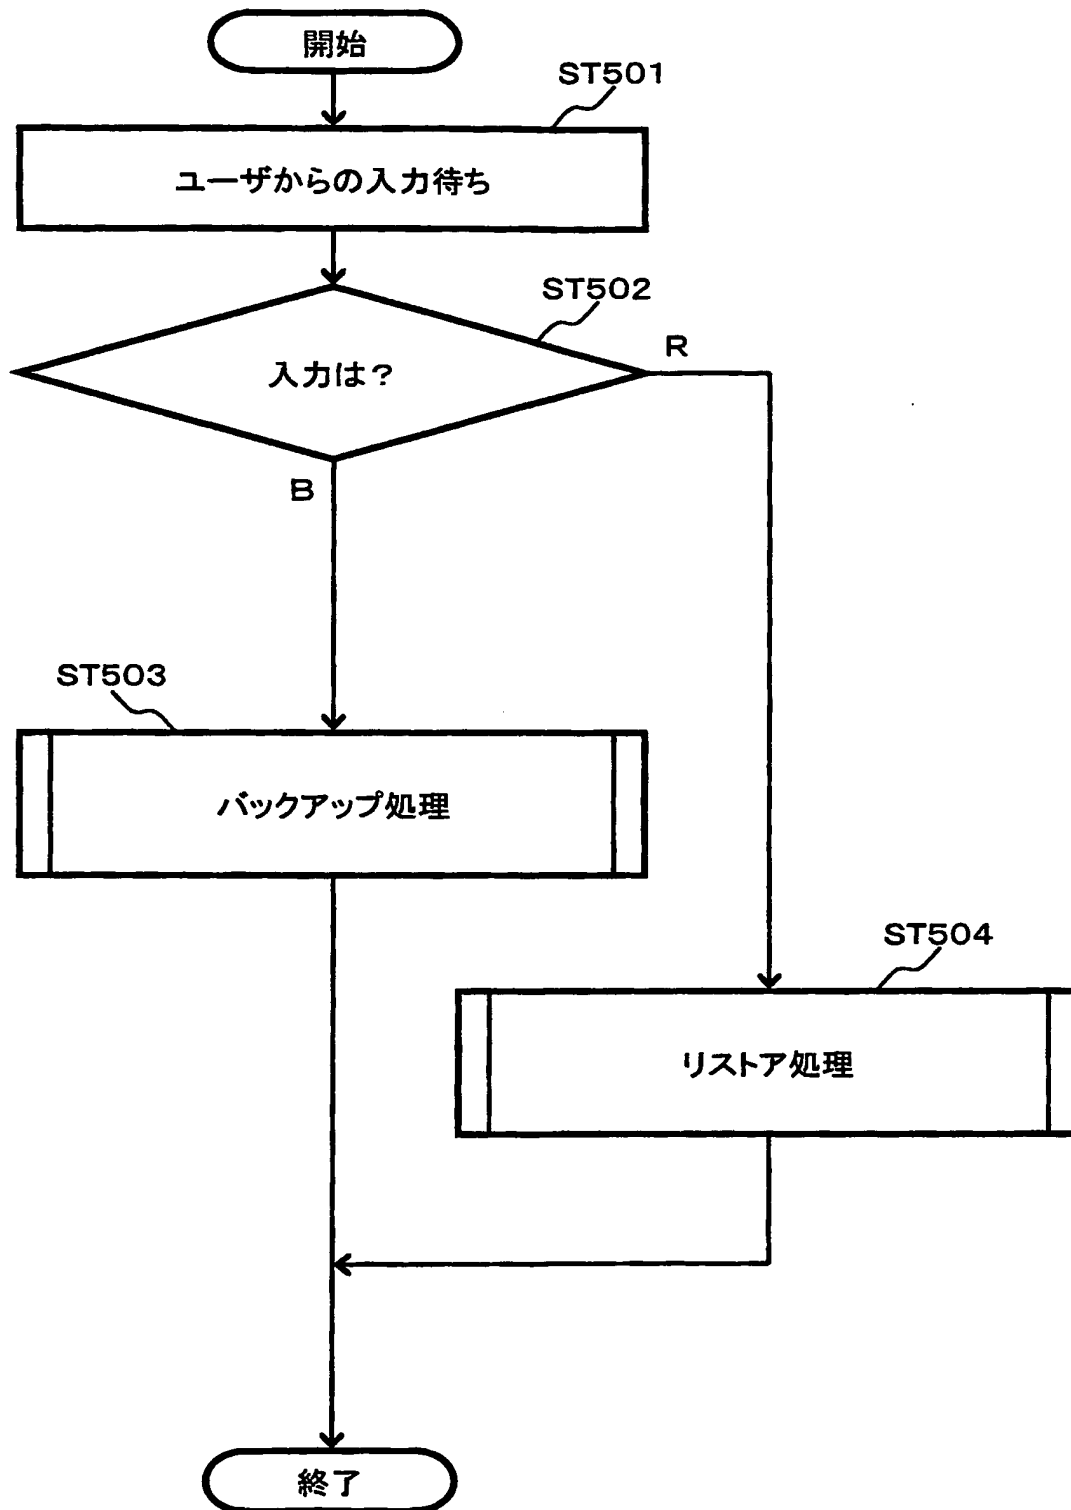 開始
ST501
ユーザからの入力待ち
ST502
入力は?
R
B
ST503
バックアップ処理
ST504
リストア処理
終了